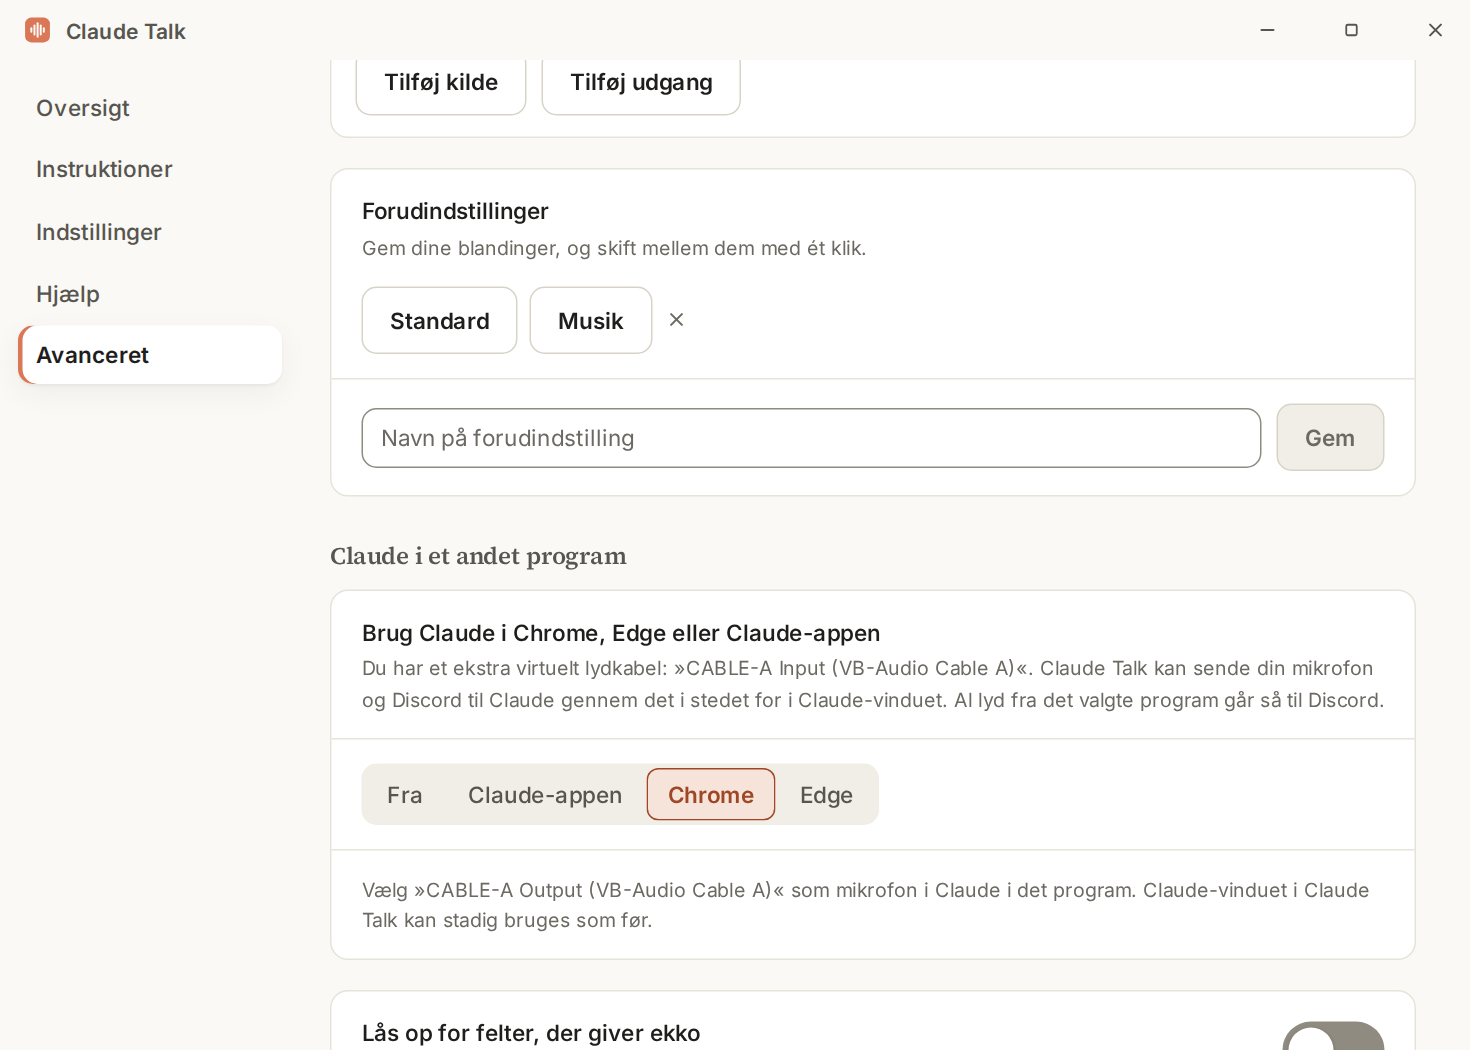 Claude Talk
Oversigt
Instruktioner
Indstillinger
Hjælp
Avanceret
Tilføj kilde
Tilføj udgang
Forudindstillinger
Gem dine blandinger, og skift mellem dem med ét klik.
Standard
Musik
Navn på forudindstilling
Gem
Claude i et andet program
Brug Claude i Chrome, Edge eller Claude-appen
Du har et ekstra virtuelt lydkabel: »CABLE-A Input (VB-Audio Cable A)«. Claude Talk kan sende din mikrofon
og Discord til Claude gennem det i stedet for i Claude-vinduet. Al lyd fra det valgte program går så til Discord.
Fra
Claude-appen
Chrome
Edge
Vælg »CABLE-A Output (VB-Audio Cable A)« som mikrofon i Claude i det program. Claude-vinduet i Claude
Talk kan stadig bruges som før.
Lås op for felter, der giver ekko